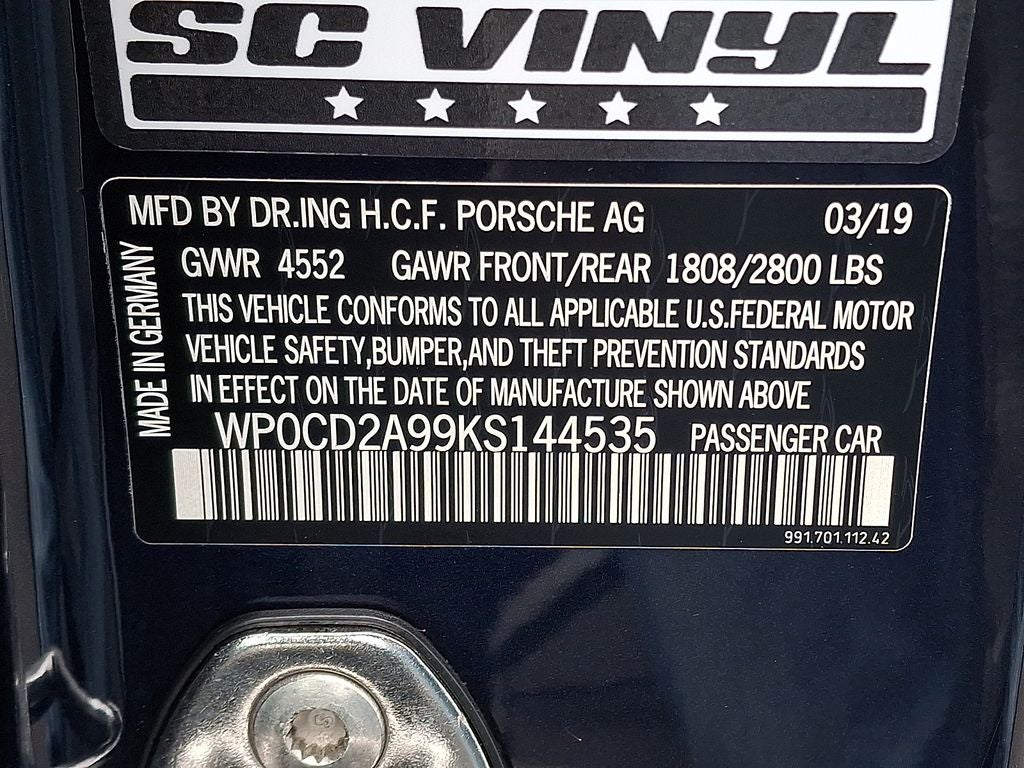 SC VINYL
MFD BY DR.ING H.C.F. PORSCHE AG 03/19
GVWR 4552 GAWR FRONT/REAR 1808/2800 LBS
THIS VEHICLE CONFORMS TO ALL APPLICABLE U.S.FEDERAL MOTOR
VEHICLE SAFETY,BUMPER,AND THEFT PREVENTION STANDARDS
IN EFFECT ON THE DATE OF MANUFACTURE SHOWN ABOVE
MADE IN GERMANY
WP0CD2A99KS144535 PASSENGER CAR
991.701.112.42